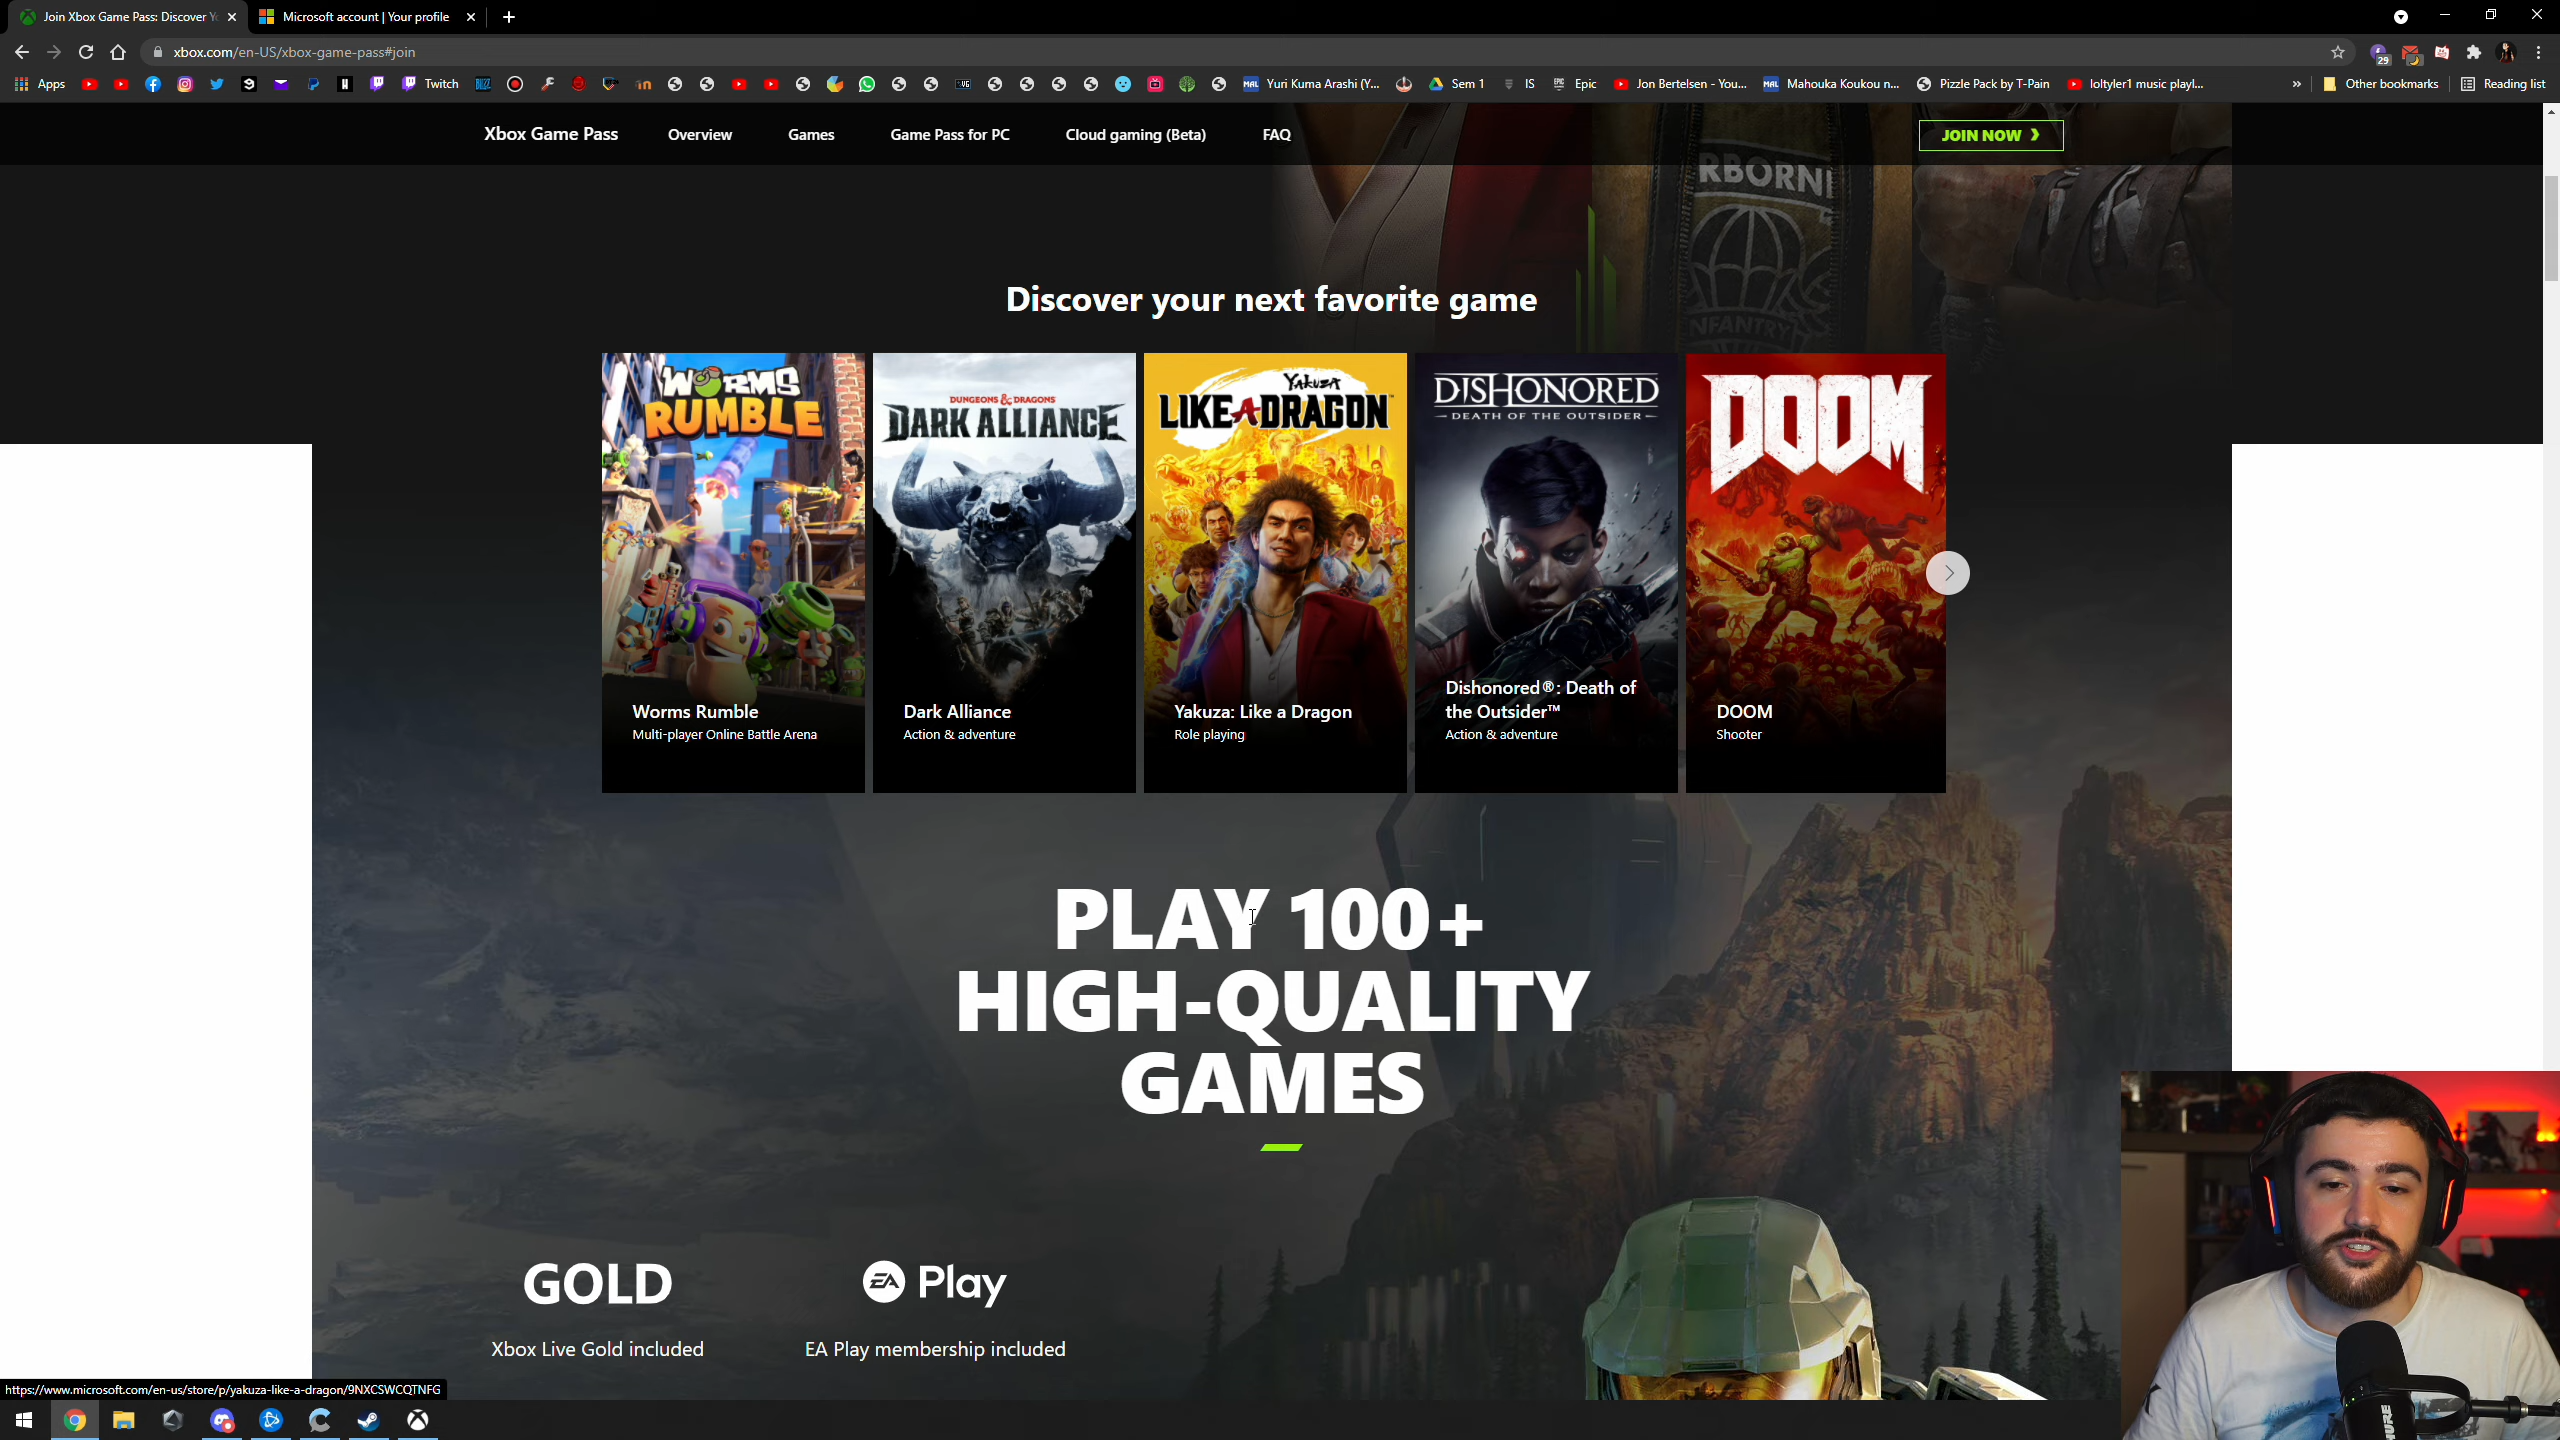 Join Xbox Game Pass: Discover Y
Microsoft account | Your profile
xbox.com/en-US/xbox-game-pass#join
29
Apps
Twitch
Yuri Kuma Arashi (Y...
Sem 1
IS
Epic
Jon Bertelsen - You...
Mahouka Koukou n...
Pizzle Pack by T-Pain
loltyler1 music playl...
»
Other bookmarks
Reading list
Xbox Game Pass
Overview
Games
Game Pass for PC
Cloud gaming (Beta)
FAQ
JOIN NOW
RBORN
NFANTRY
Discover your next favorite game
WORMS
RUMBLE
DUNGEONS & DRAGONS
DARK ALLIANCE
YAKUZA
LIKE A DRAGON
DISHONORED
DEATH OF THE OUTSIDER
DOOM
Worms Rumble
Multi-player Online Battle Arena
Dark Alliance
Action & adventure
Yakuza: Like a Dragon
Role playing
Dishonored®: Death of
the Outsider™
Action & adventure
DOOM
Shooter
PLAY 100+
HIGH-QUALITY
GAMES
GOLD
EA Play
Xbox Live Gold included
EA Play membership included
https://www.microsoft.com/en-us/store/p/yakuza-like-a-dragon/9NXCSWCQTNFG
SHURE